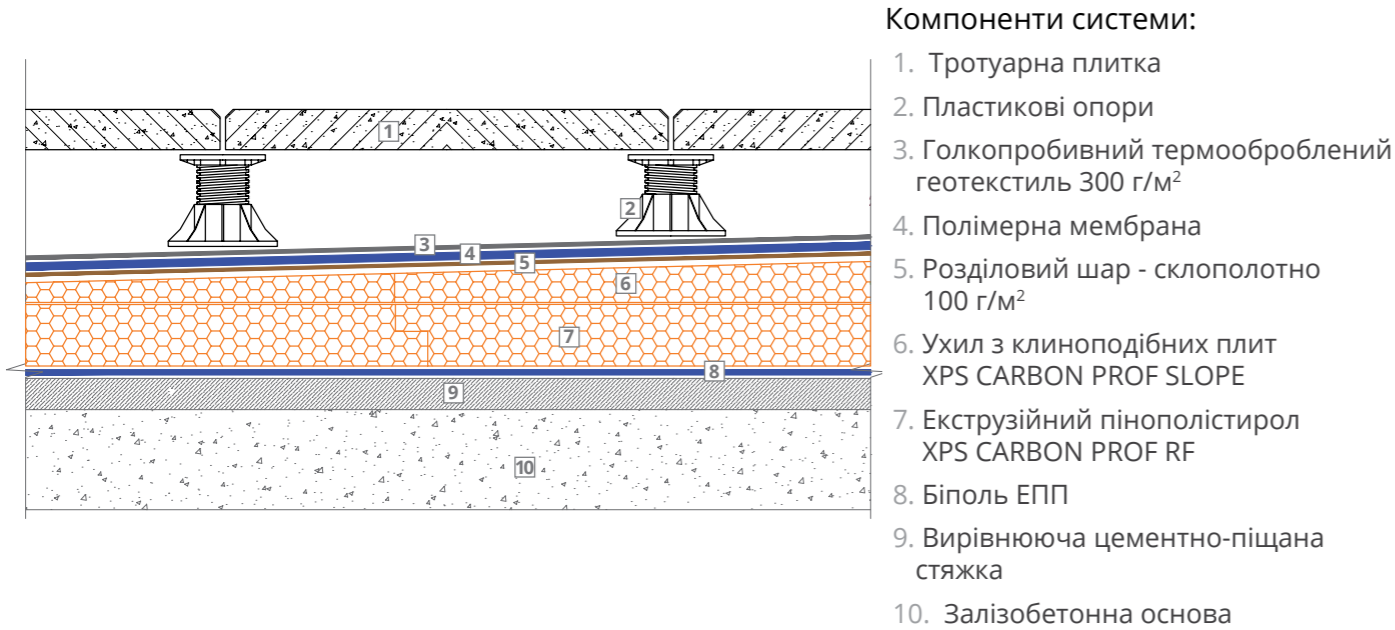 Компоненти системи:
1. Тротуарна плитка
2. Пластикові опори
3. Голкопробивний термооброблений
геотекстиль 300 г/м²
4. Полімерна мембрана
5. Розділовий шар - склополотно
100 г/м²
6. Ухил з клиноподібних плит
XPS CARBON PROF SLOPE
7. Екструзійний пінополістирол
XPS CARBON PROF RF
8. Біполь ЕПП
9. Вирівнююча цементно-піщана
стяжка
10. Залізобетонна основа
1
2
3
4
5
6
7
8
9
10